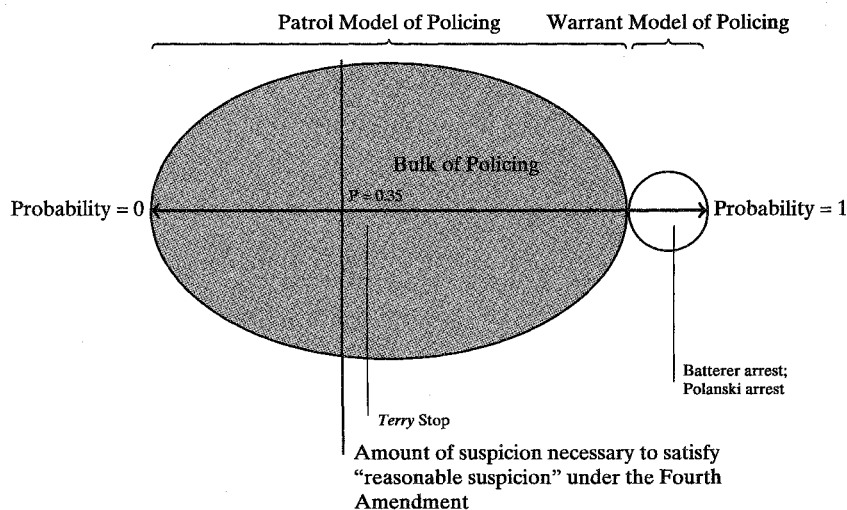 Patrol Model of Policing
Warrant Model of Policing
Bulk of Policing
P = 0.35
Probability = 0
Probability = 1
Batterer arrest;
Polanski arrest
Terry Stop
Amount of suspicion necessary to satisfy
“reasonable suspicion” under the Fourth
Amendment